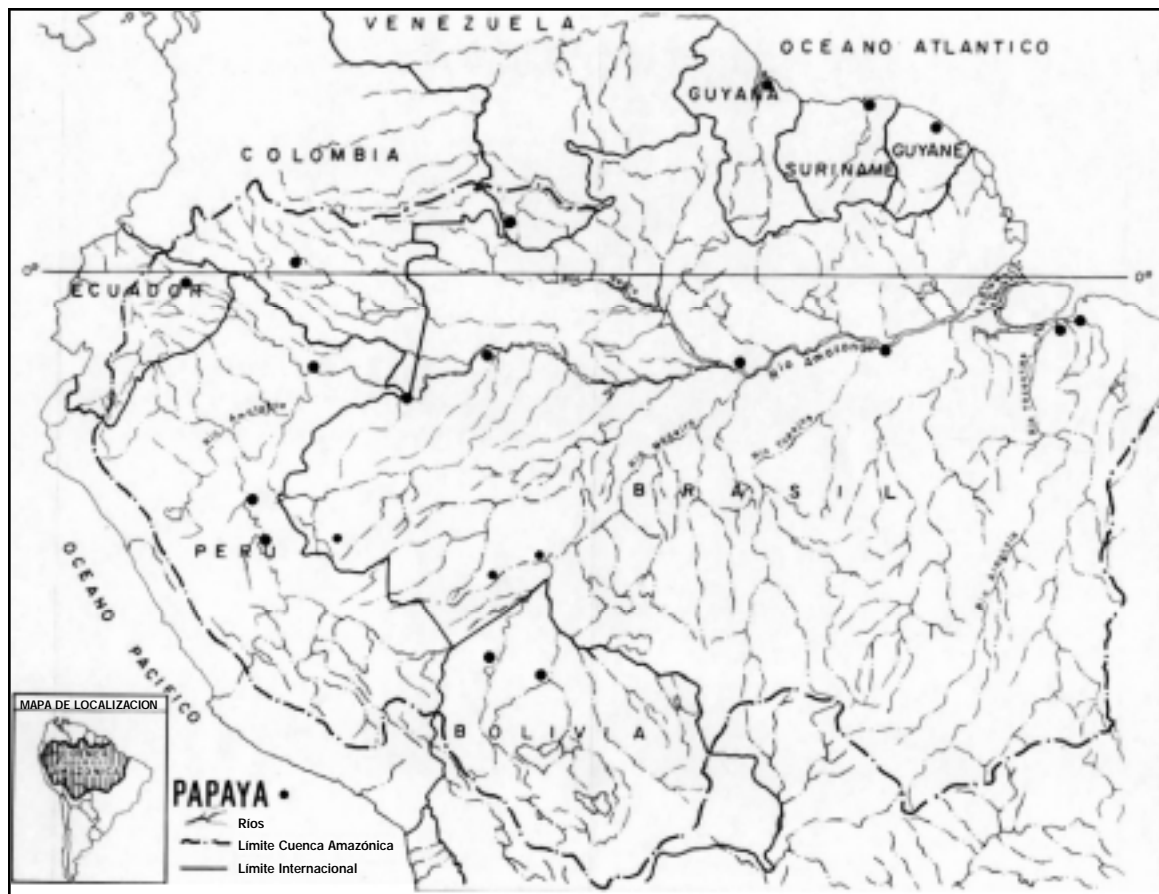 VENEZUELA
OCEANO ATLANTICO
GUYANA
COLOMBIA
SURINAME
GUYANE
0°
0°
ECUADOR
Río Amazonas
BRASIL
PERU
OCEANO PACIFICO
BOLIVIA
MAPA DE LOCALIZACION
PAPAYA
Ríos
Límite Cuenca Amazónica
Límite Internacional